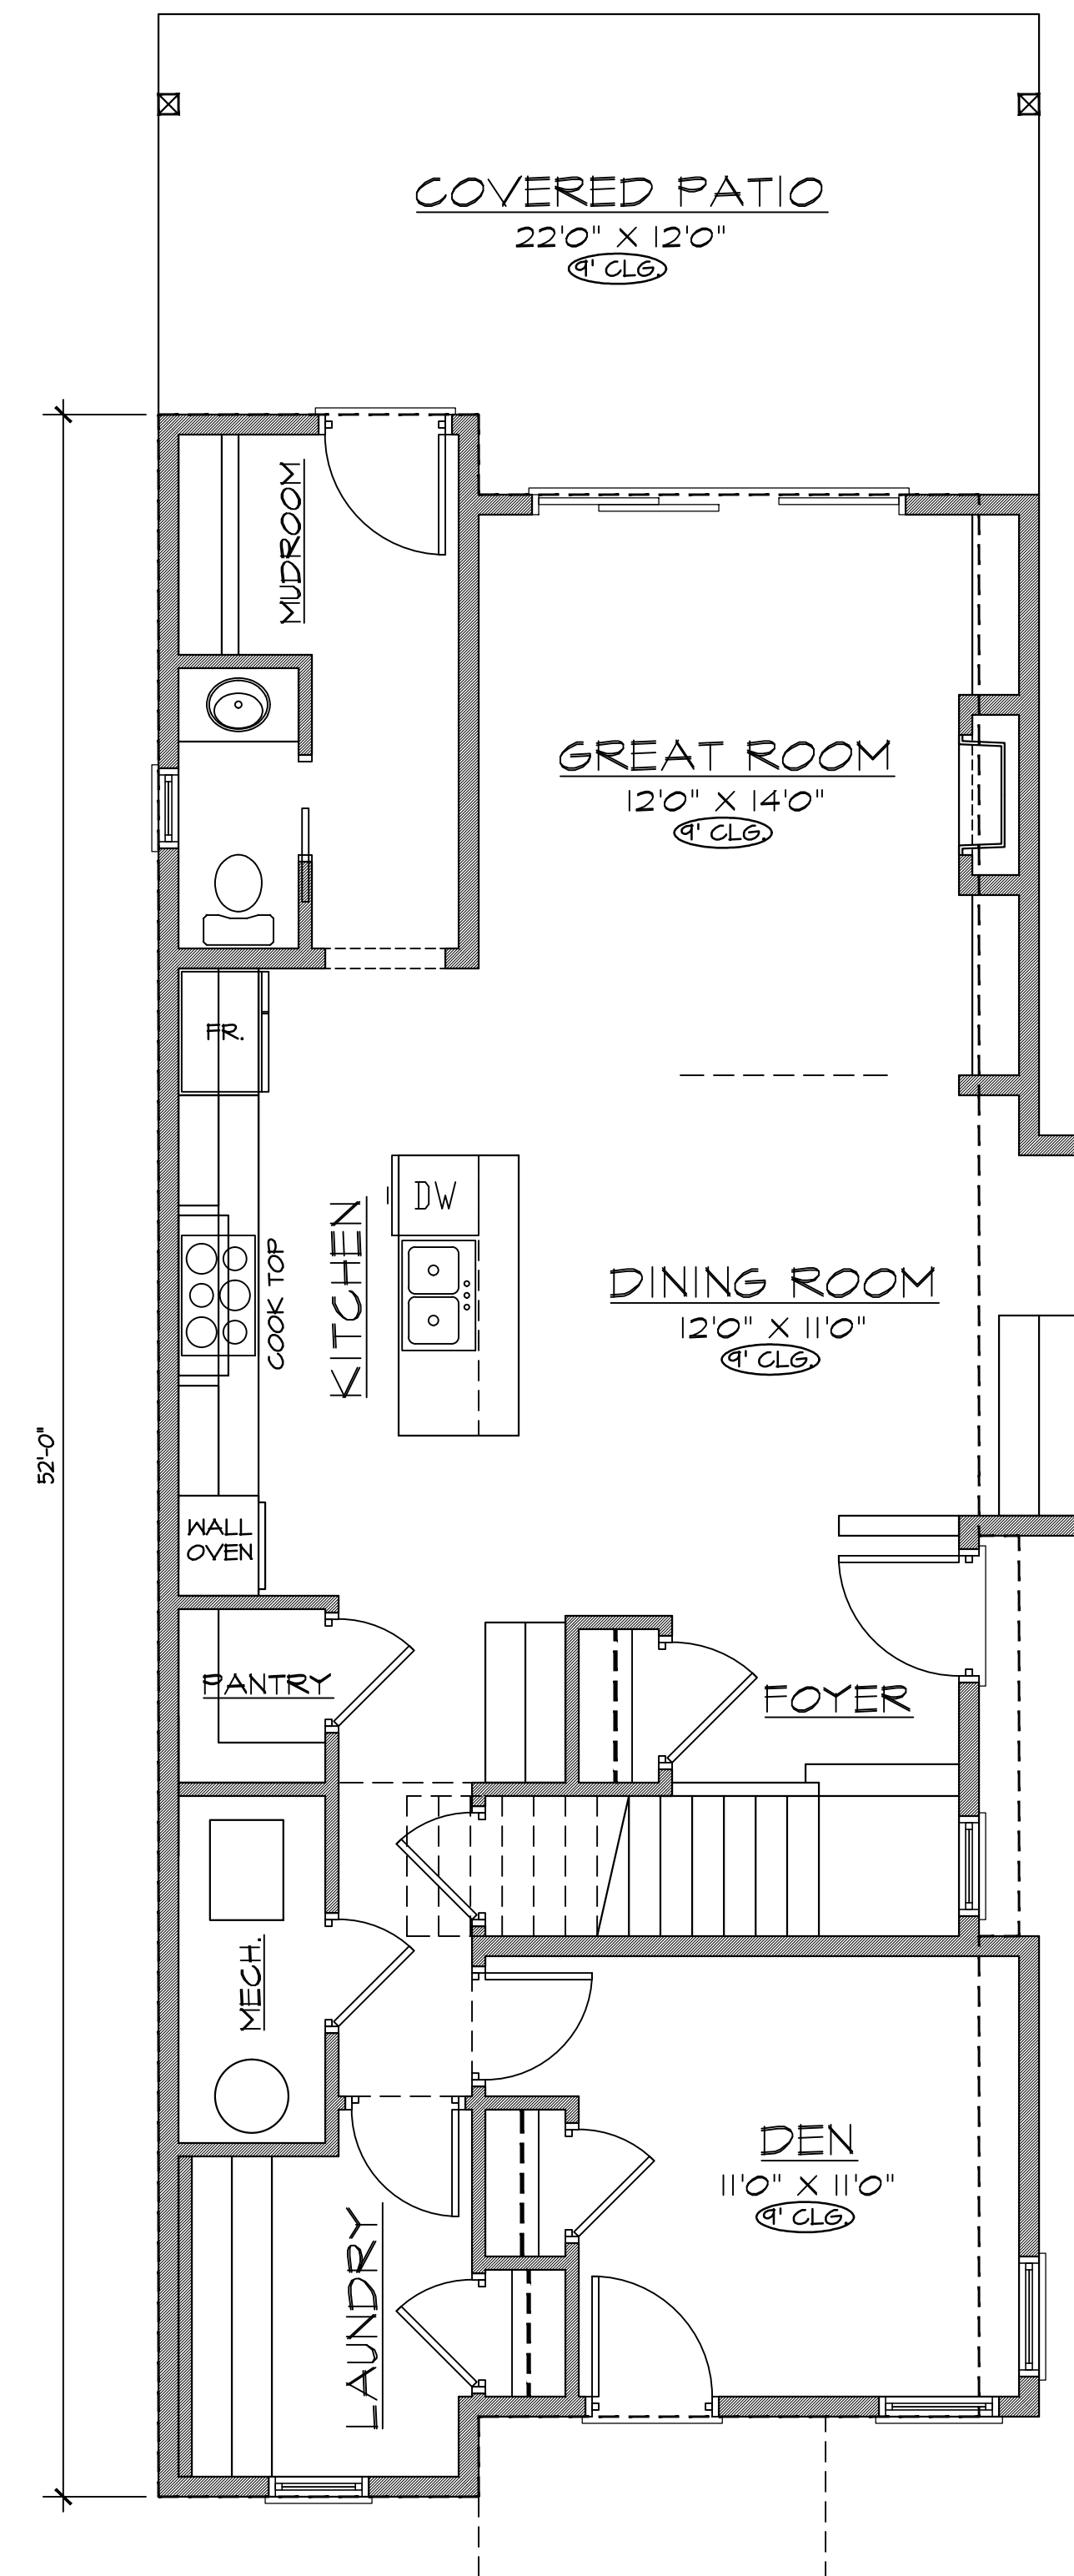 COVERED PATIO
22'0" X 12'0"
9' CLG.
MUDROOM
GREAT ROOM
12'0" X 14'0"
9' CLG.
FR.
DW
KITCHEN
COOK TOP
DINING ROOM
12'0" X 11'0"
9' CLG.
52'-0"
WALL
OVEN
PANTRY
FOYER
MECH.
DEN
11'0" X 11'0"
9' CLG.
LAUNDRY